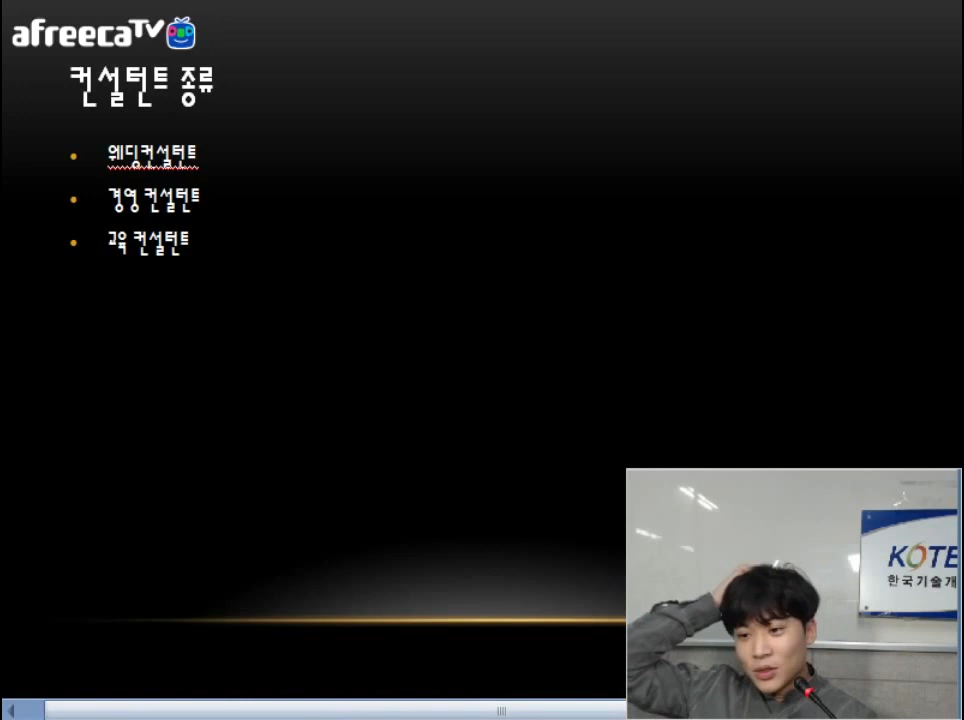 afreecaTV
컨설턴트 종류
웨딩컨설턴트
경영 컨설턴트
교육 컨설턴트
KOTE
한국기술개